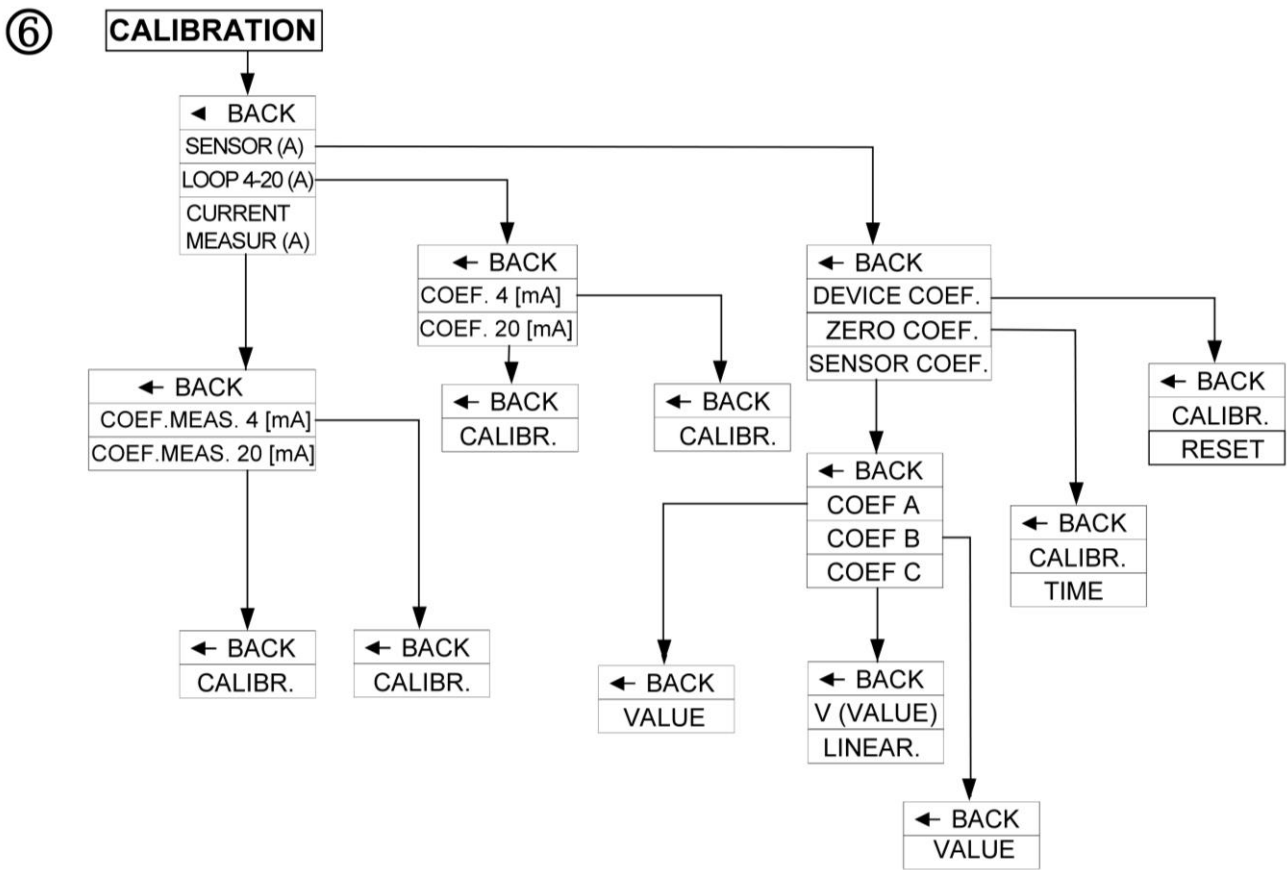 ⑥
CALIBRATION
◄ BACK
SENSOR (A)
LOOP 4-20 (A)
CURRENT
MEASUR (A)
← BACK
COEF. 4 [mA]
COEF. 20 [mA]
← BACK
DEVICE COEF.
ZERO COEF.
SENSOR COEF.
← BACK
COEF.MEAS. 4 [mA]
COEF.MEAS. 20 [mA]
← BACK
CALIBR.
← BACK
CALIBR.
← BACK
CALIBR.
RESET
← BACK
COEF A
COEF B
COEF C
← BACK
CALIBR.
TIME
← BACK
CALIBR.
← BACK
CALIBR.
← BACK
VALUE
← BACK
V (VALUE)
LINEAR.
← BACK
VALUE